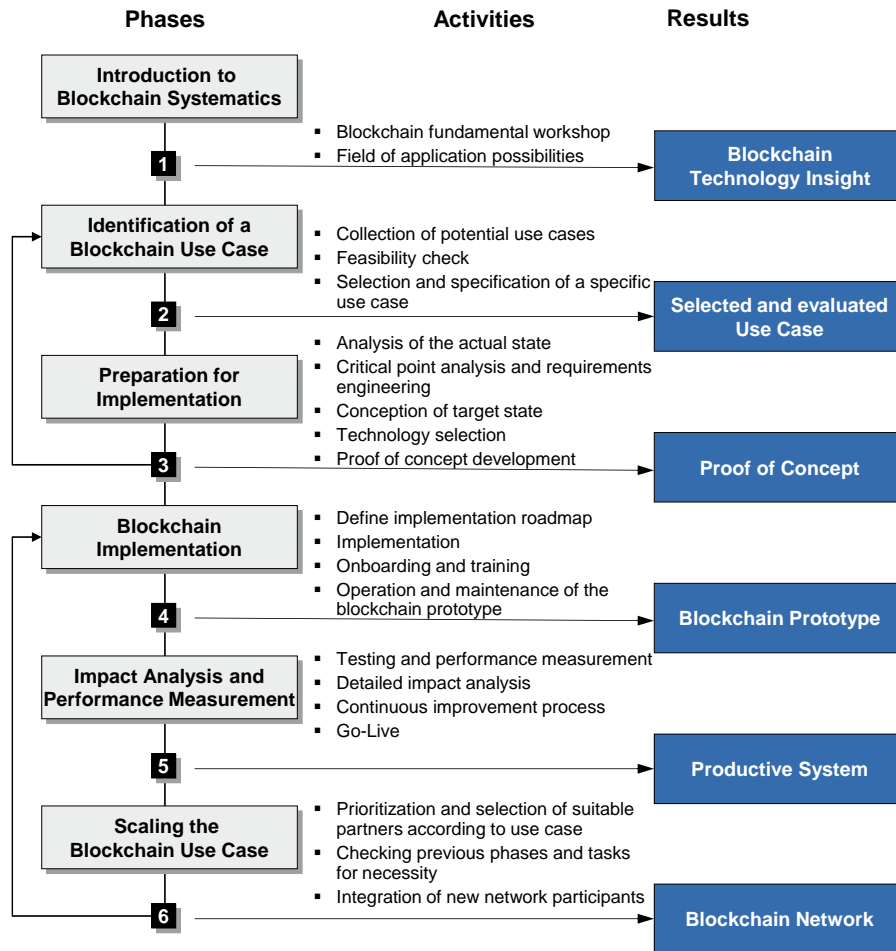 Phases
Activities
Results
Introduction to
Blockchain Systematics
1
▪ Blockchain fundamental workshop
▪ Field of application possibilities
Blockchain
Technology Insight
Identification of a
Blockchain Use Case
2
▪ Collection of potential use cases
▪ Feasibility check
▪ Selection and specification of a specific
use case
Selected and evaluated
Use Case
Preparation for
Implementation
3
▪ Analysis of the actual state
▪ Critical point analysis and requirements
engineering
▪ Conception of target state
▪ Technology selection
▪ Proof of concept development
Proof of Concept
Blockchain
Implementation
4
▪ Define implementation roadmap
▪ Implementation
▪ Onboarding and training
▪ Operation and maintenance of the
blockchain prototype
Blockchain Prototype
Impact Analysis and
Performance Measurement
5
▪ Testing and performance measurement
▪ Detailed impact analysis
▪ Continuous improvement process
▪ Go-Live
Productive System
Scaling the
Blockchain Use Case
6
▪ Prioritization and selection of suitable
partners according to use case
▪ Checking previous phases and tasks
for necessity
▪ Integration of new network participants
Blockchain Network